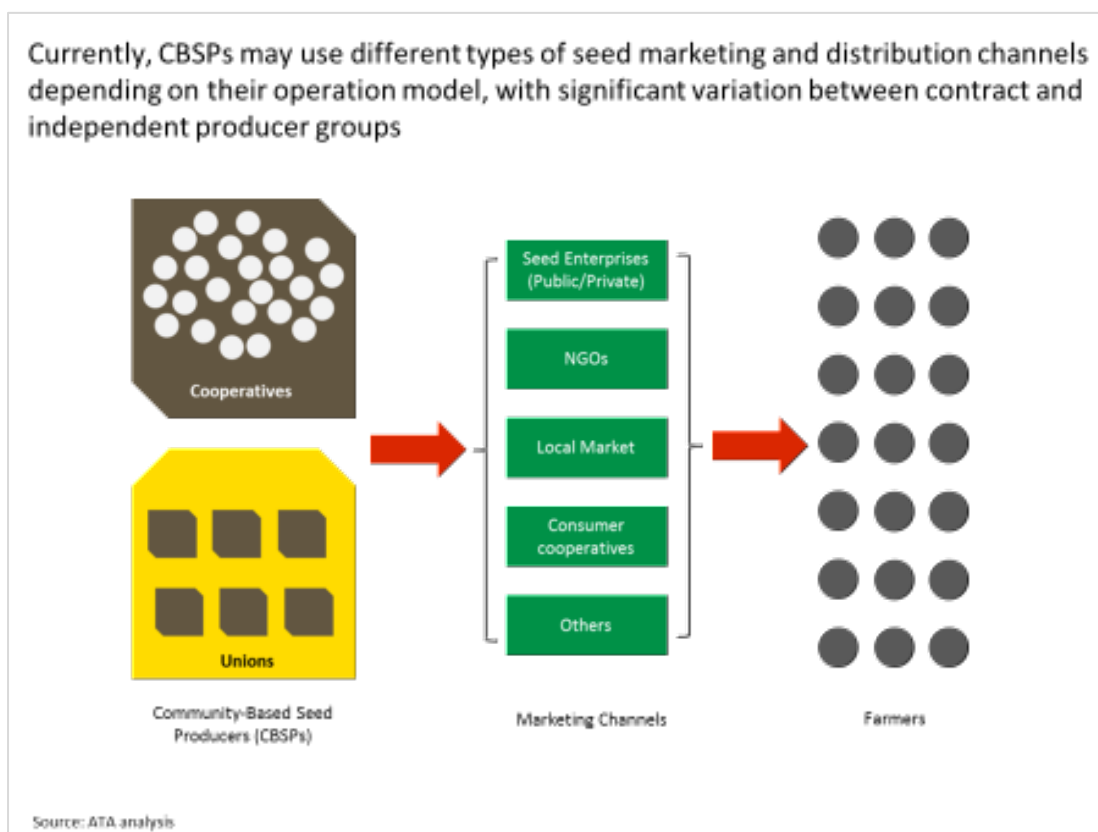 Currently, CBSPs may use different types of seed marketing and distribution channels
depending on their operation model, with significant variation between contract and
independent producer groups
Cooperatives
Unions
Community-Based Seed
Producers (CBSPs)
Seed Enterprises
(Public/Private)
NGOs
Local Market
Consumer
cooperatives
Others
Marketing Channels
Farmers
Source: ATA analysis